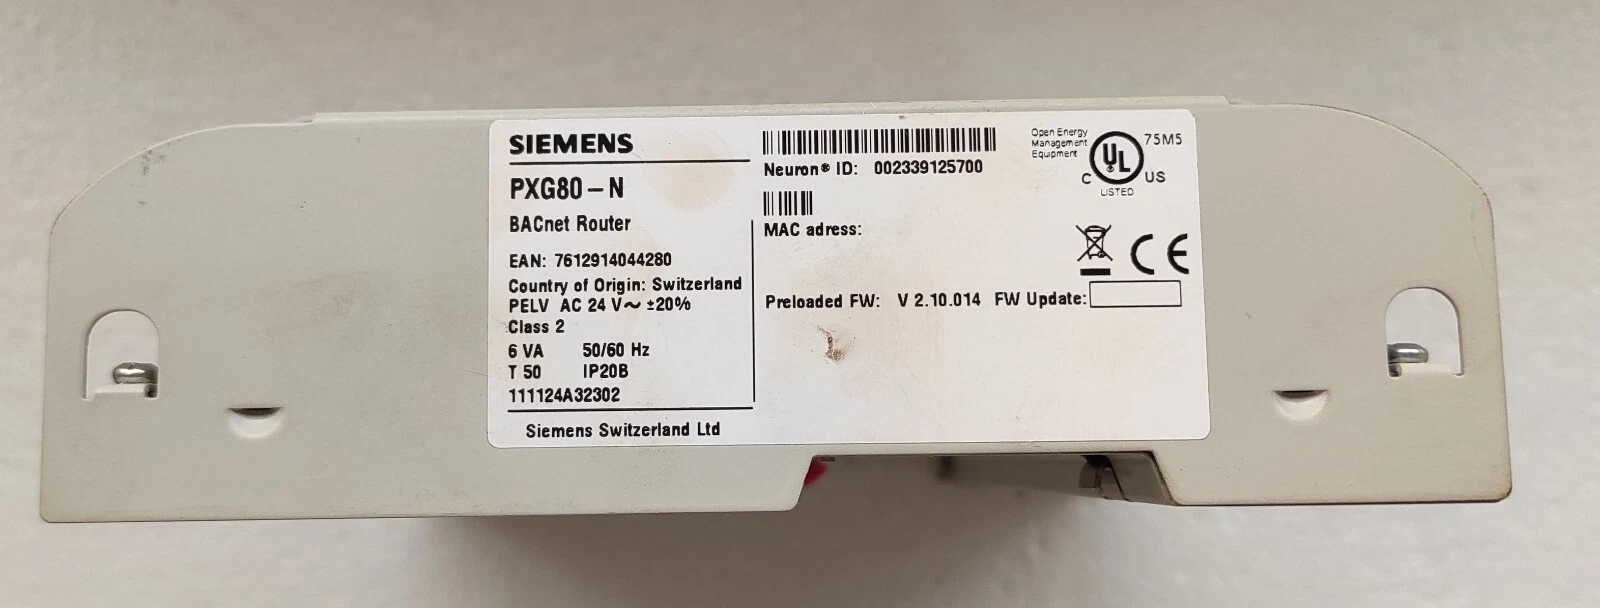 SIEMENS
PXG80-N
BACnet Router
EAN: 7612914044280
Country of Origin: Switzerland
PELV AC 24 V~ ±20%
Class 2
6 VA 50/60 Hz
T 50 IP20B
111124A32302
Siemens Switzerland Ltd
Neuron® ID: 002339125700
MAC adress:
Preloaded FW: V 2.10.014 FW Update:
Open Energy
Management
Equipment
C UL US
LISTED
75M5
CE